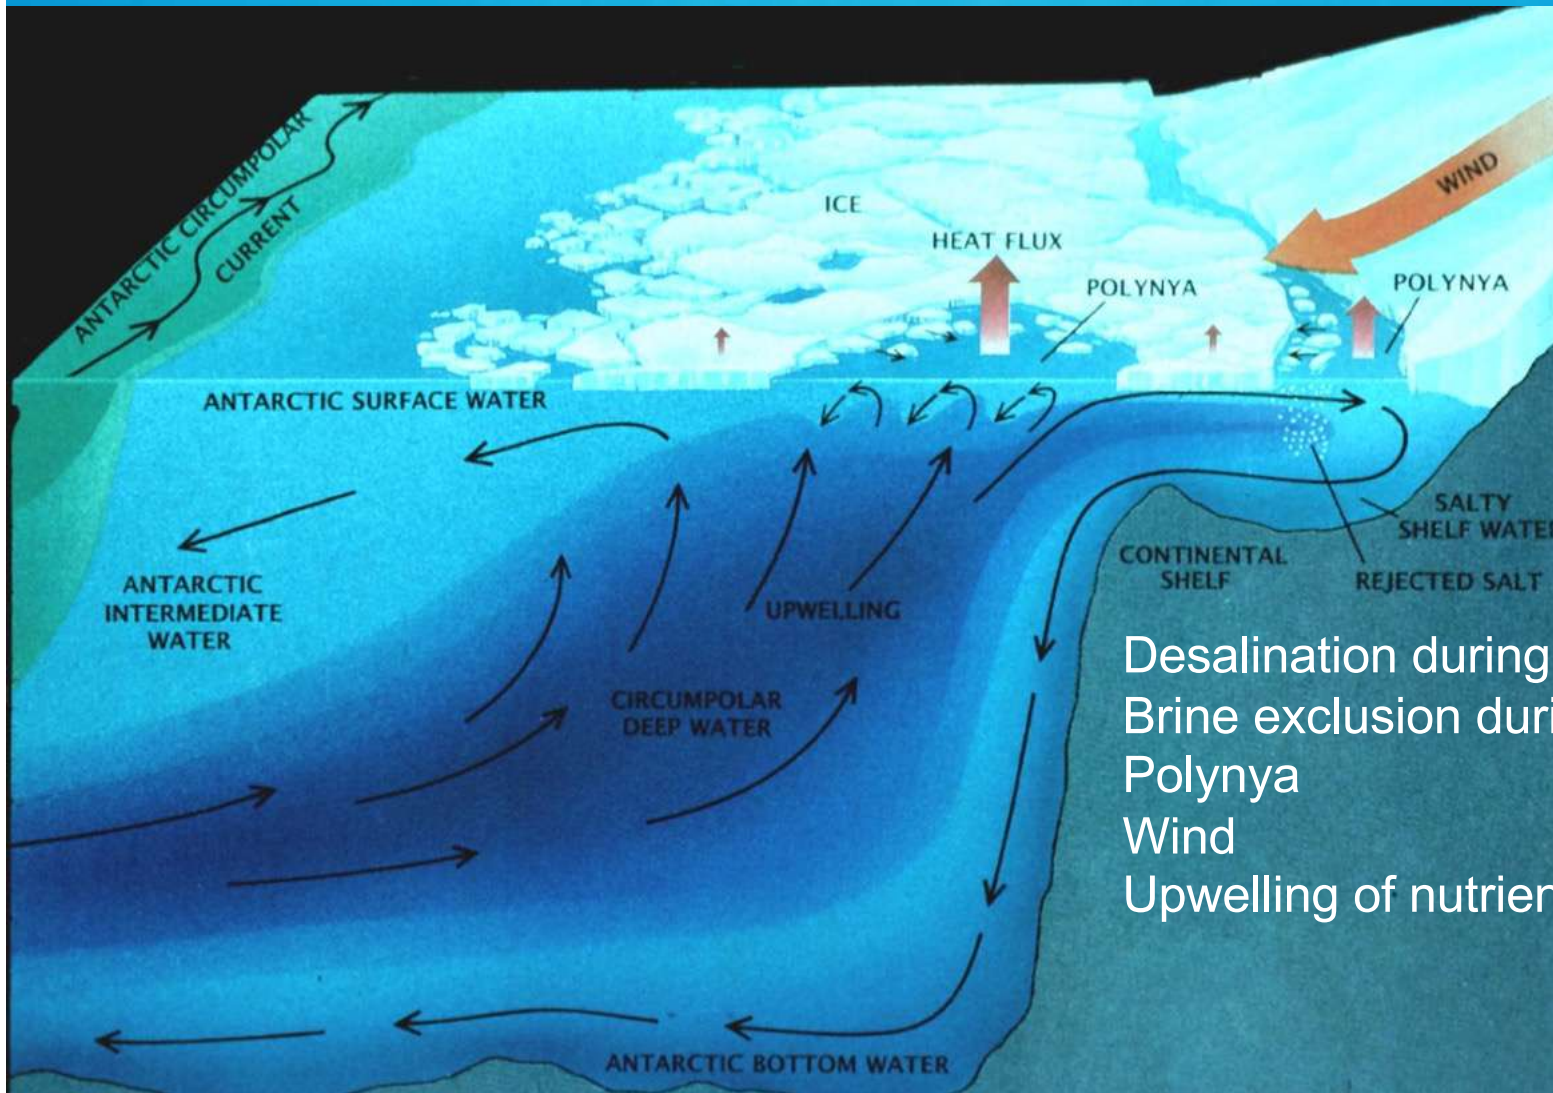 ANTARCTIC CIRCUMPOLAR
CURRENT
WIND
ICE
HEAT FLUX
POLYNYA
POLYNYA
ANTARCTIC SURFACE WATER
SALTY
SHELF WATER
CONTINENTAL
SHELF
REJECTED SALT
ANTARCTIC
INTERMEDIATE
WATER
UPWELLING
CIRCUMPOLAR
DEEP WATER
Desalination during
Brine exclusion duri
Polynya
Wind
Upwelling of nutrien
ANTARCTIC BOTTOM WATER